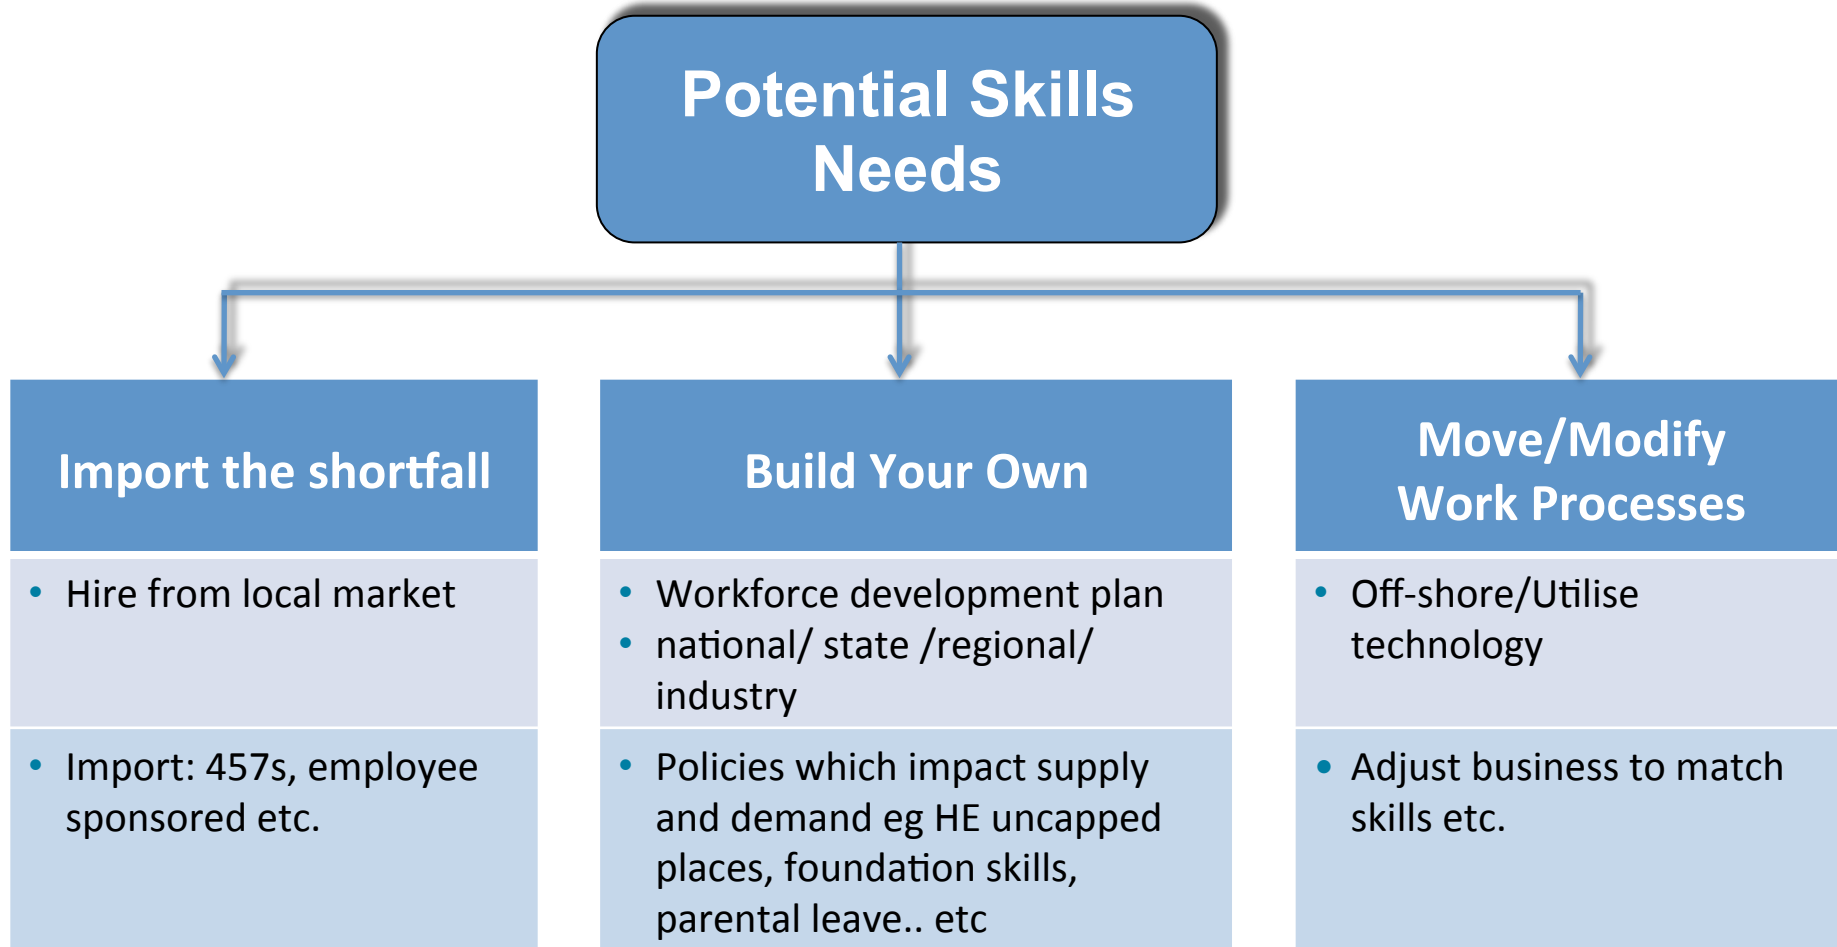 Potential Skills
Needs
Import the shortfall
• Hire from local market
• Import: 457s, employee
sponsored etc.
Build Your Own
• Workforce development plan
• national/ state /regional/
industry
• Policies which impact supply
and demand eg HE uncapped
places, foundation skills,
parental leave.. etc
Move/Modify
Work Processes
• Off-shore/Utilise
technology
• Adjust business to match
skills etc.